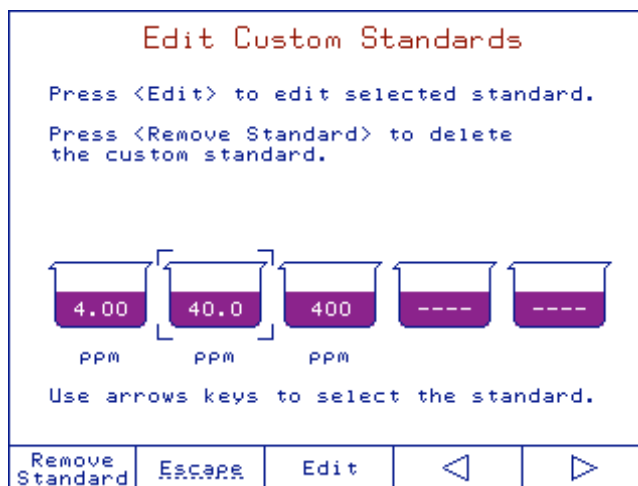 Edit Custom Standards
Press <Edit> to edit selected standard.
Press <Remove Standard> to delete
the custom standard.
4.00 40.0 400 ---- ----
ppm ppm ppm
Use arrows keys to select the standard.
Remove
Standard Escape Edit